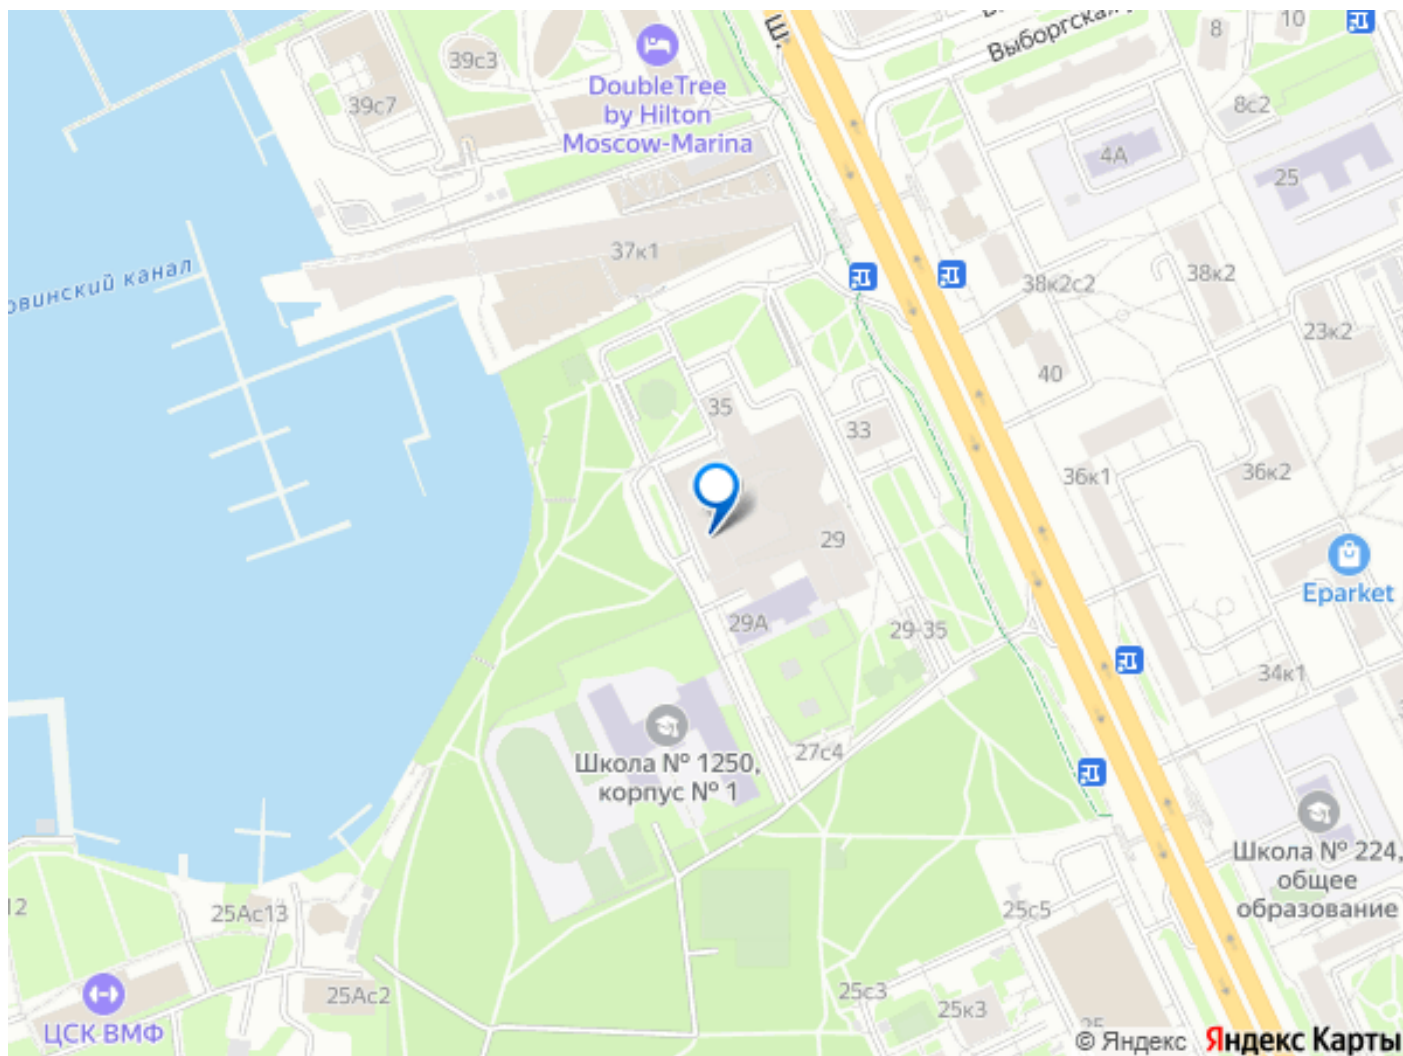 Ш.
Выборгская
8
10
39с3
DoubleTree
by Hilton
Moscow-Marina
39с7
8с2
4А
25
37к1
38к2с2
38к2
23к2
40
35
33
36к1
36к2
29
Eparket
29А
29-35
34к1
27с4
Школа № 1250,
корпус № 1
Школа № 224,
общее
образование
12
25Ас13
25с5
25Ас2
25с3
25к3
25
ЦСК ВМФ
© Яндекс
Яндекс Карты